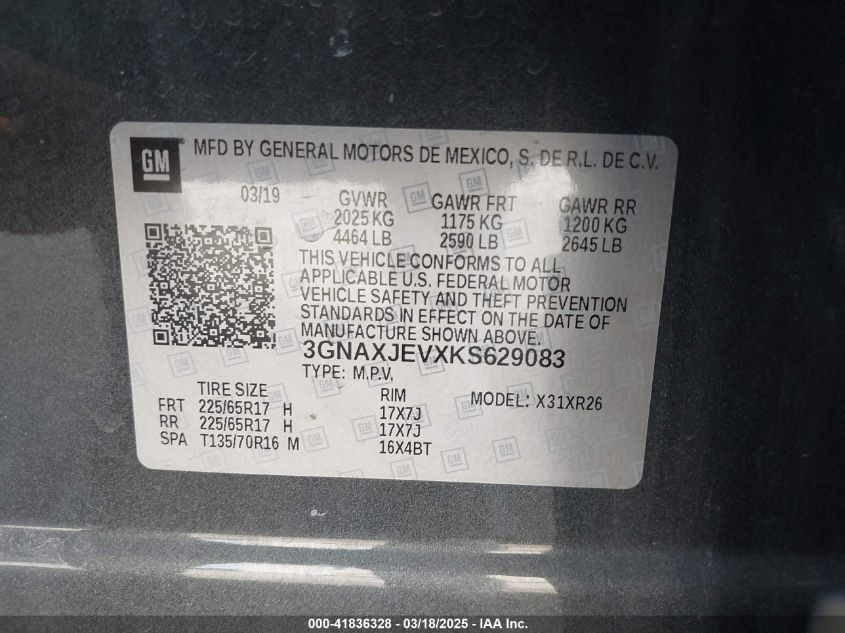 GM MFD BY GENERAL MOTORS DE MEXICO, S. DE R.L. DE C.V.
03/19 GVWR GAWR FRT GAWR RR
2025 KG 1175 KG 1200 KG
4464 LB 2590 LB 2645 LB
THIS VEHICLE CONFORMS TO ALL
APPLICABLE U.S. FEDERAL MOTOR
VEHICLE SAFETY AND THEFT PREVENTION
STANDARDS IN EFFECT ON THE DATE OF
MANUFACTURE SHOWN ABOVE.
3GNAXJEVXKS629083
TYPE: M.P.V,
TIRE SIZE RIM MODEL: X31XR26
FRT 225/65R17 H 17X7J
RR 225/65R17 H 17X7J
SPA T135/70R16 M 16X4BT
000-41836328 - 03/18/2025 - IAA Inc.